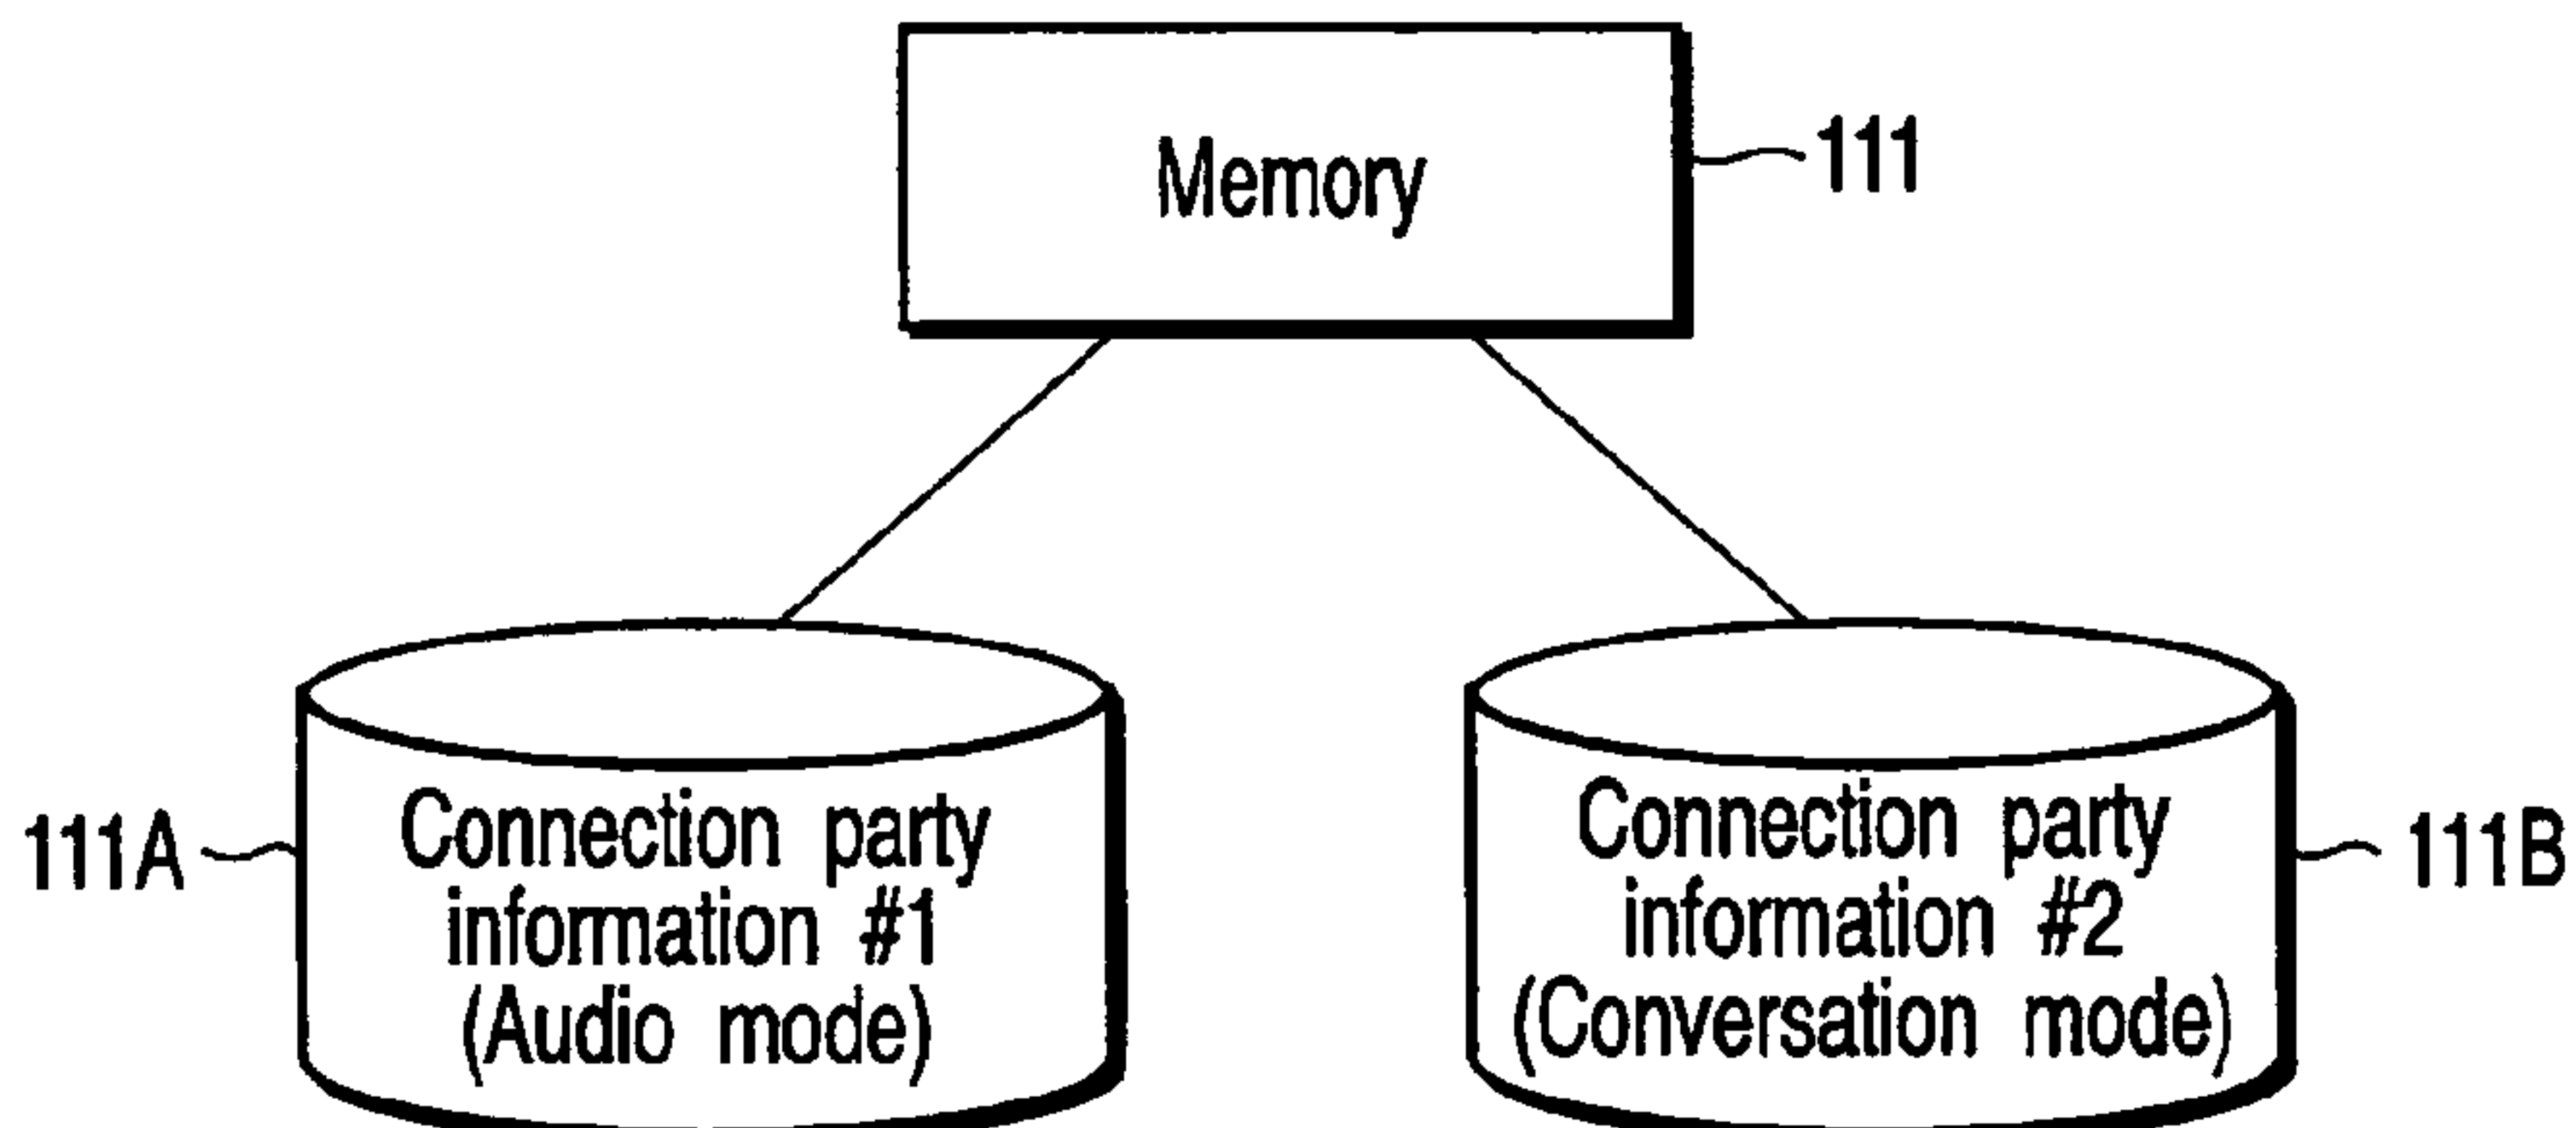 Memory
111
111A
Connection party
information #1
(Audio mode)
Connection party
information #2
(Conversation mode)
111B